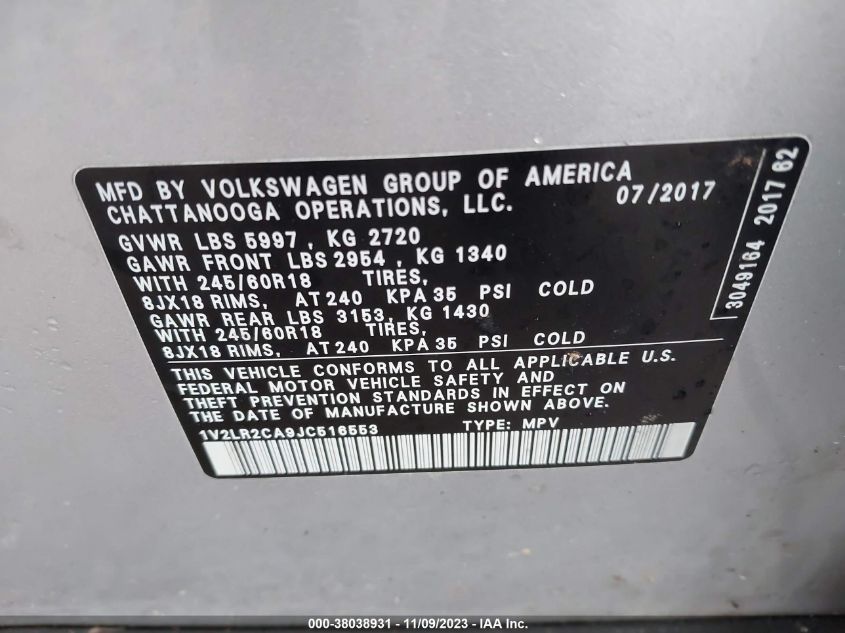 MFD BY VOLKSWAGEN GROUP OF AMERICA
CHATTANOOGA OPERATIONS, LLC. 07/2017
GVWR LBS 5997 , KG 2720
GAWR FRONT LBS 2954 , KG 1340
WITH 245/60R18 TIRES,
8JX18 RIMS, AT 240 KPA 35 PSI COLD
GAWR REAR LBS 3153, KG 1430
WITH 245/60R18 TIRES,
8JX18 RIMS, AT 240 KPA 35 PSI COLD
THIS VEHICLE CONFORMS TO ALL APPLICABLE U.S.
FEDERAL MOTOR VEHICLE SAFETY AND
THEFT PREVENTION STANDARDS IN EFFECT ON
THE DATE OF MANUFACTURE SHOWN ABOVE.
1V2LR2CA9JC516553 TYPE: MPV
3049164 2017 62
000-38038931 - 11/09/2023 - IAA Inc.